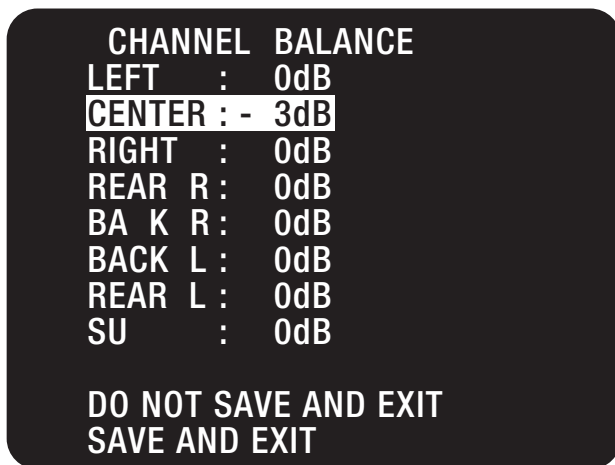 CHANNEL BALANCE
LEFT : 0dB
CENTER : - 3dB
RIGHT : 0dB
REAR R : 0dB
BA K R : 0dB
BACK L : 0dB
REAR L : 0dB
SU : 0dB
DO NOT SAVE AND EXIT
SAVE AND EXIT